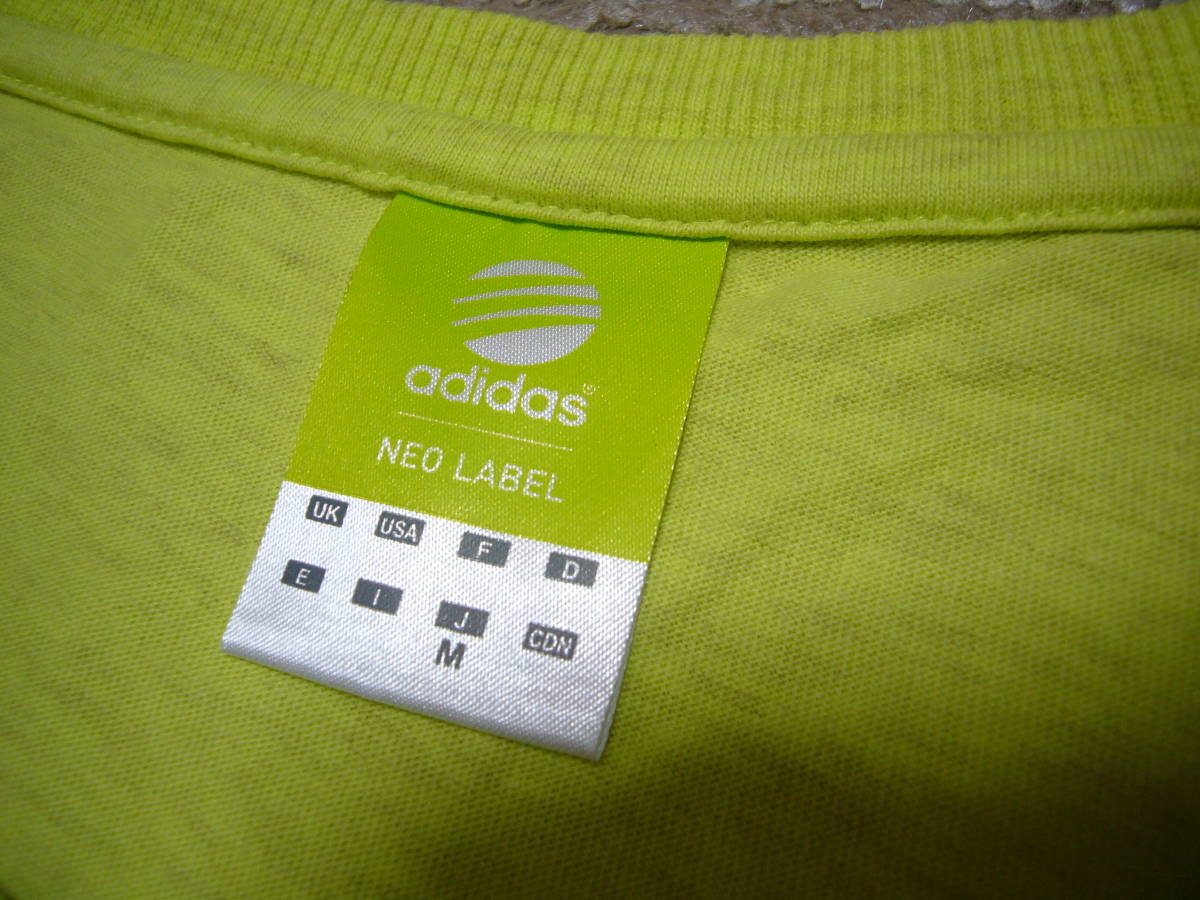 adidas®
NEO LABEL
UK USA F D
E I J CDN
M